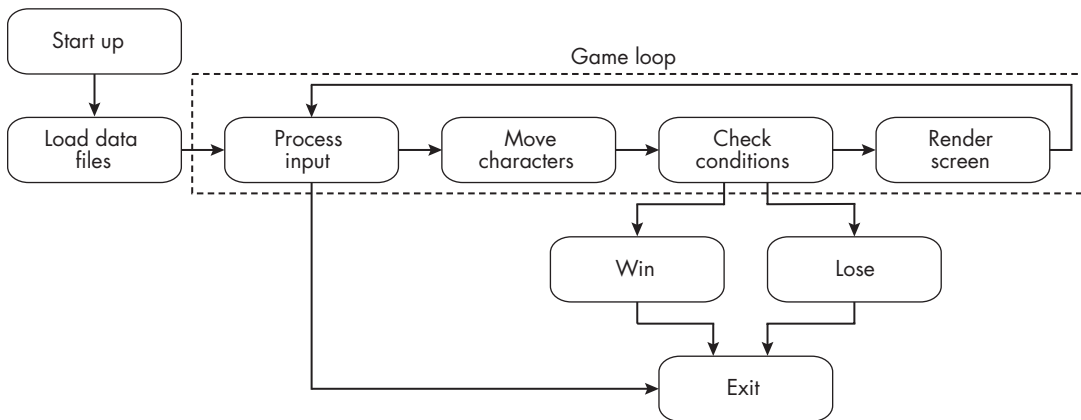 Start up
Game loop
Load data
files
Process
input
Move
characters
Check
conditions
Render
screen
Win
Lose
Exit